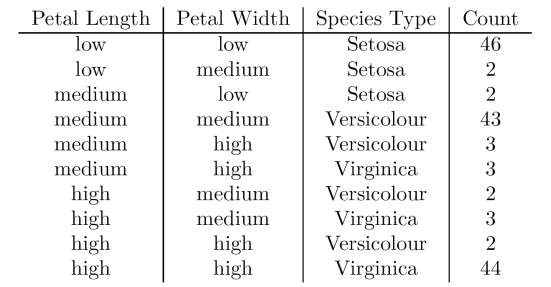 Petal Length Petal Width Species Type Count
low low Setosa 46
low medium Setosa 2
medium low Setosa 2
medium medium Versicolour 43
medium high Versicolour 3
medium high Virginica 3
high medium Versicolour 2
high medium Virginica 3
high high Versicolour 2
high high Virginica 44